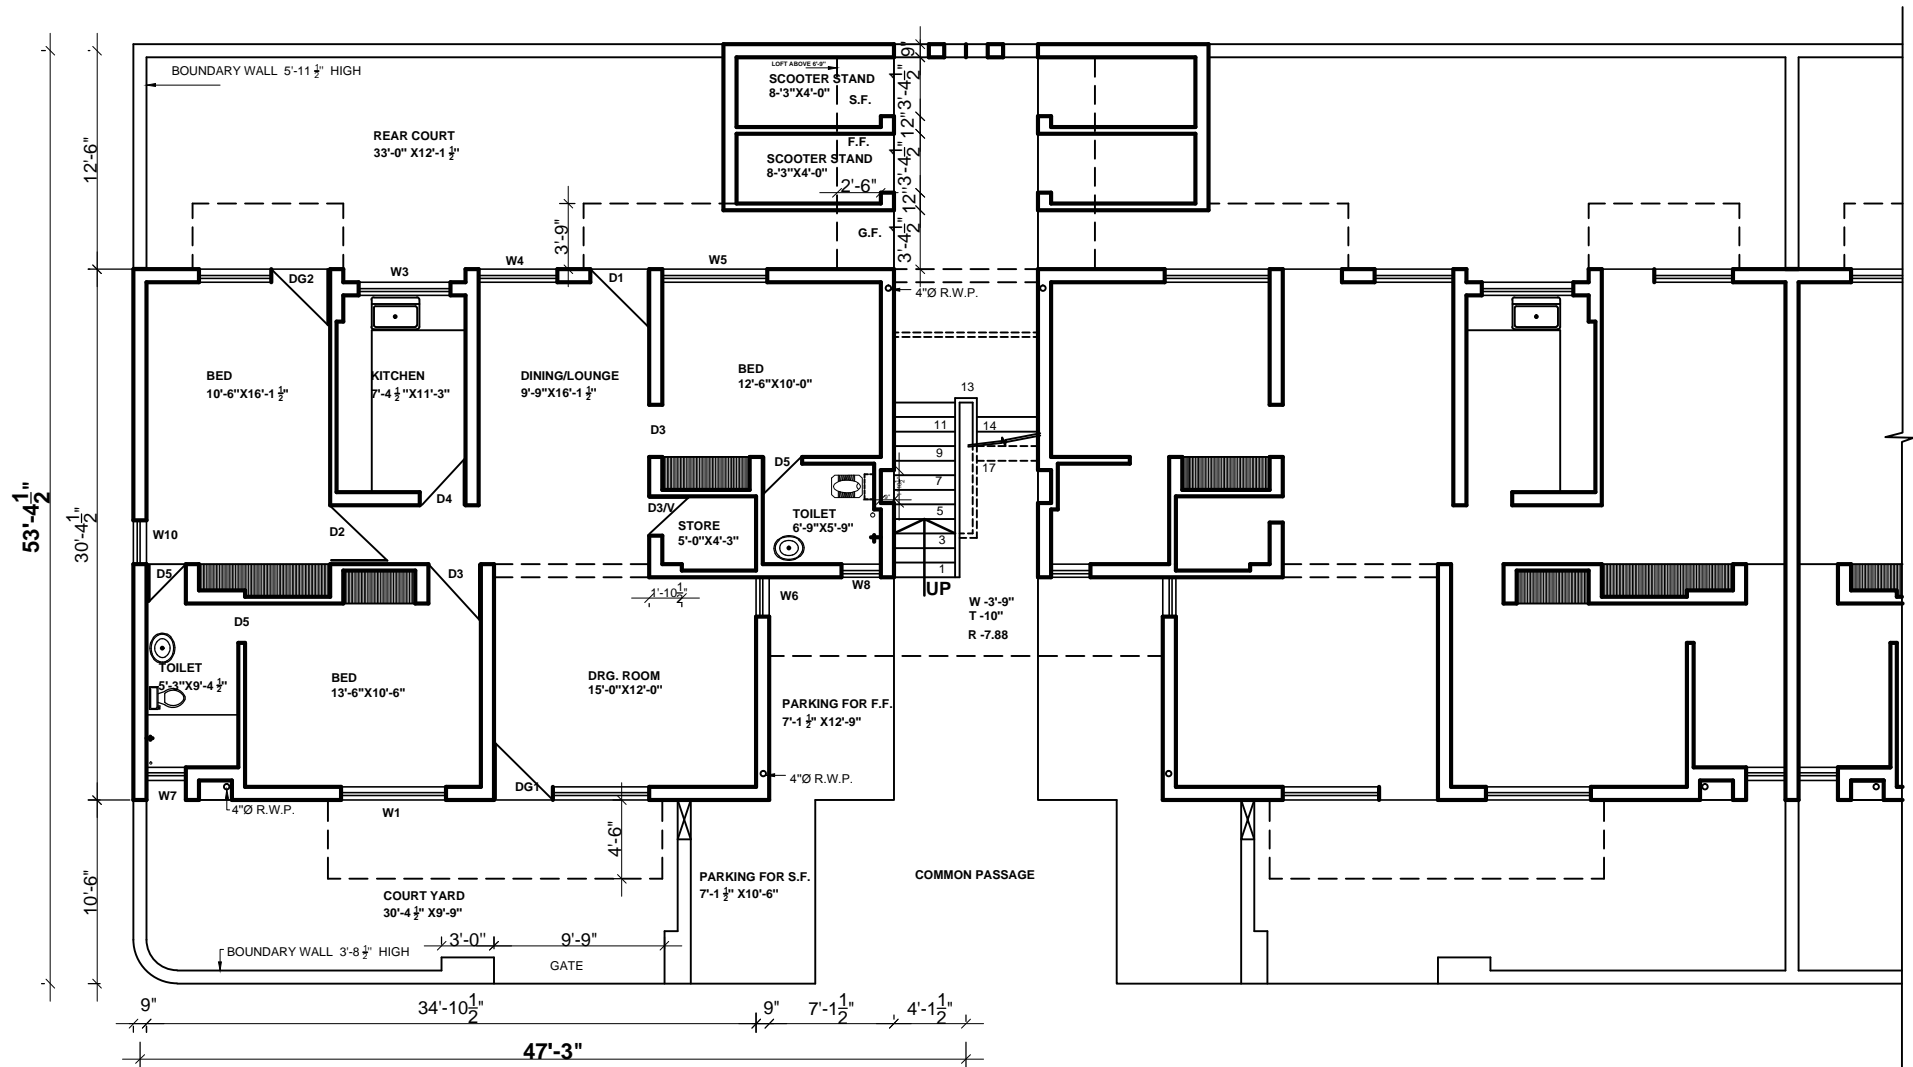 BOUNDARY WALL 5'-11 1/2" HIGH
LOFT ABOVE 6'-9"
SCOOTER STAND
8-'3"X4'-0"
S.F.
9"
3'-4 1/2"
12"
3'-4 1/2"
12"
3'-4 1/2"
REAR COURT
33'-0" X12'-1 1/2"
F.F.
SCOOTER STAND
8-'3"X4'-0"
2'-6"
G.F.
12'-6"
3'-9"
DG2
W3
W4
D1
W5
4"Ø R.W.P.
BED
10'-6"X16'-1 1/2"
KITCHEN
7'-4 1/2"X11'-3"
DINING/LOUNGE
9'-9"X16'-1 1/2"
BED
12'-6"X10'-0"
13
11
14
9
17
7
5
3
1
D3
D5
D4
D3/V
STORE
5'-0"X4'-3"
TOILET
6'-9"X5'-9"
53'-4 1/2"
30'-4 1/2"
W10
D2
D5
D3
1'-10 1/2"
W6
W8
UP
W -3'-9"
T -10"
R -7.88
D5
TOILET
5'-3"X9'-4 1/2"
BED
13'-6"X10'-6"
DRG. ROOM
15'-0"X12'-0"
PARKING FOR F.F.
7'-1 1/2" X12'-9"
4"Ø R.W.P.
W7
4"Ø R.W.P.
W1
DG1
4'-6"
10'-6"
PARKING FOR S.F.
7'-1 1/2" X10'-6"
COMMON PASSAGE
COURT YARD
30'-4 1/2" X9'-9"
BOUNDARY WALL 3'-8 1/2" HIGH
3'-0"
9'-9"
GATE
9"
34'-10 1/2"
9"
7'-1 1/2"
4'-1 1/2"
47'-3"